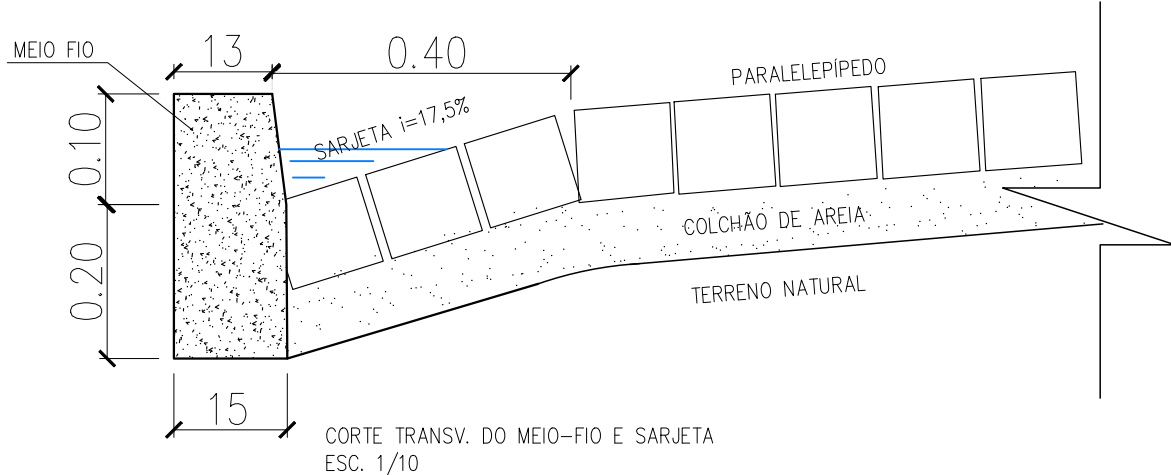 MEIO FIO
13
0.40
PARALELEPÍPEDO
SARJETA i=17,5%
0.10
0.20
COLCHÃO DE AREIA
TERRENO NATURAL
15
CORTE TRANSV. DO MEIO-FIO E SARJETA
ESC. 1/10